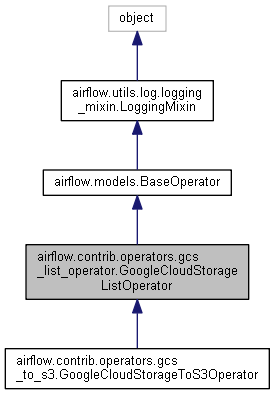 object
airflow.utils.log.logging
_mixin.LoggingMixin
airflow.models.BaseOperator
airflow.contrib.operators.gcs
_list_operator.GoogleCloudStorage
ListOperator
airflow.contrib.operators.gcs
_to_s3.GoogleCloudStorageToS3Operator